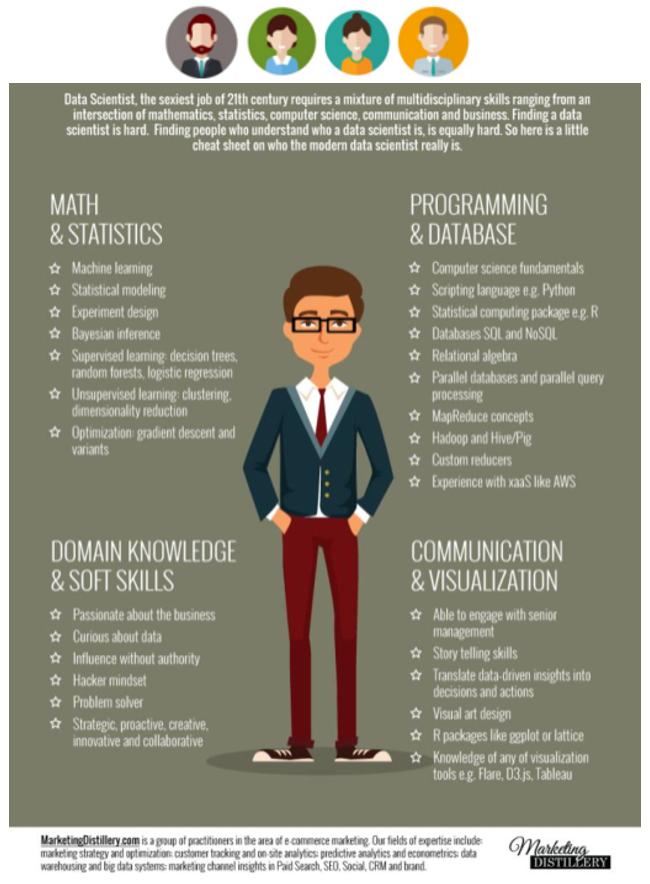 Data Scientist, the sexiest job of 21th century requires a mixture of multidisciplinary skills ranging from an
intersection of mathematics, statistics, computer science, communication and business. Finding a data
scientist is hard. Finding people who understand who a data scientist is, is equally hard. So here is a little
cheat sheet on who the modern data scientist really is.
MATH
& STATISTICS
Machine learning
Statistical modeling
Experiment design
Bayesian inference
Supervised learning: decision trees,
random forests, logistic regression
Unsupervised learning: clustering,
dimensionality reduction
Optimization: gradient descent and
variants
PROGRAMMING
& DATABASE
Computer science fundamentals
Scripting language e.g. Python
Statistical computing package e.g. R
Databases SQL and NoSQL
Relational algebra
Parallel databases and parallel query
processing
MapReduce concepts
Hadoop and Hive/Pig
Custom reducers
Experience with xaaS like AWS
DOMAIN KNOWLEDGE
& SOFT SKILLS
Passionate about the business
Curious about data
Influence without authority
Hacker mindset
Problem solver
Strategic, proactive, creative,
innovative and collaborative
COMMUNICATION
& VISUALIZATION
Able to engage with senior
management
Story telling skills
Translate data-driven insights into
decisions and actions
Visual art design
R packages like ggplot or lattice
Knowledge of any of visualization
tools e.g. Flare, D3.js, Tableau
MarketingDistillery.com is a group of practitioners in the area of e-commerce marketing. Our fields of expertise include:
marketing strategy and optimization: customer tracking and on-site analytics: predictive analytics and econometrics: data
warehousing and big data systems: marketing channel insights in Paid Search, SEO, Social, CRM and brand.
Marketing
DISTILLERY